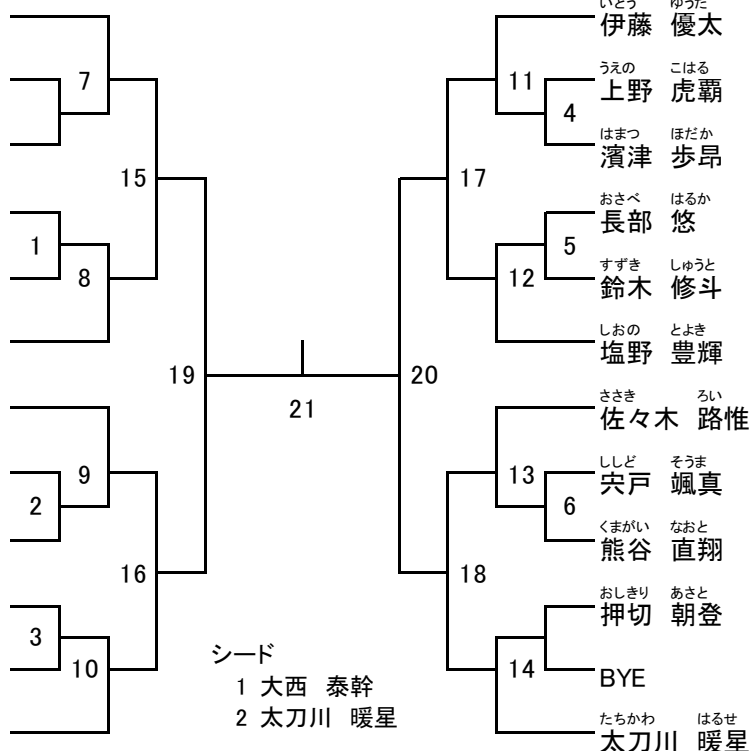 いとう ゆうた
伊藤 優太
うえの こはる
上野 虎覇
はまつ ほだか
濱津 歩昂
おさべ はるか
長部 悠
すずき しゅうと
鈴木 修斗
しおの とよき
塩野 豊輝
ささき ろい
佐々木 路惟
ししど そうま
宍戸 颯真
くまがい なおと
熊谷 直翔
おしきり あさと
押切 朝登
BYE
たちかわ はるせ
太刀川 暖星
7
15
1
8
19
9
2
16
3
10
21
11
4
17
5
12
20
13
6
18
14
シード
1 大西 泰幹
2 太刀川 暖星